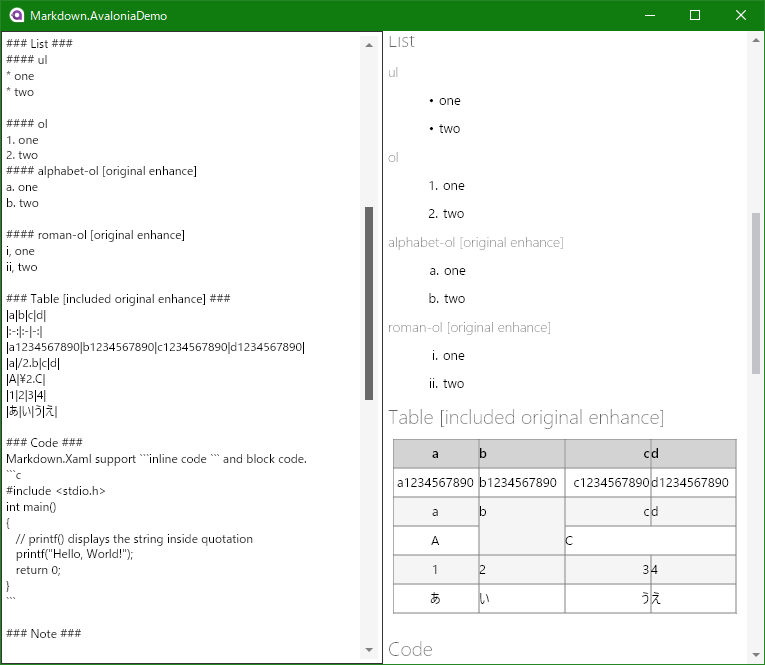 Markdown.AvaloniaDemo
### List ###
#### ul
* one
* two
#### ol
1. one
2. two
#### alphabet-ol [original enhance]
a. one
b. two
#### roman-ol [original enhance]
i, one
ii, two
### Table [included original enhance] ###
|a|b|c|d|
|:-:|:-|-:|
|a1234567890|b1234567890|c1234567890|d1234567890|
|a|/2.b|c|d|
|A|¥2.C|
|1|2|3|4|
|あ|い|う|え|
### Code ###
Markdown.Xaml support ```inline code ``` and block code.
```c
#include <stdio.h>
int main()
{
// printf() displays the string inside quotation
printf("Hello, World!");
return 0;
}
```
### Note ###
List
ul
• one
• two
ol
1. one
2. two
alphabet-ol [original enhance]
a. one
b. two
roman-ol [original enhance]
i. one
ii. two
Table [included original enhance]
a b c d
a1234567890 b1234567890 c1234567890 d1234567890
a b c d
A C
1 2 3 4
あ い う え
Code